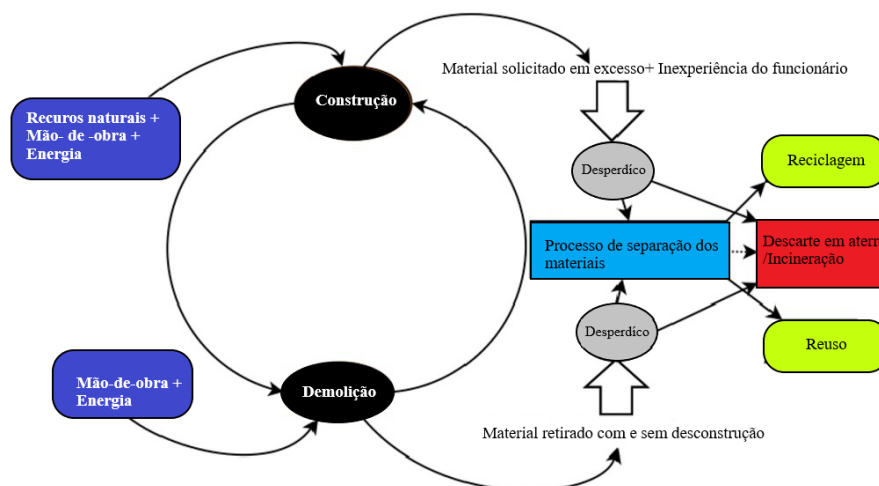 Material solicitado em excesso+ Inexperiência do funcionário
Construção
Recuros naturais +
Mão- de -obra +
Energia
Desperdíco
Reciclagem
Processo de separação dos
materiais
Descarte em aterr
/Incineração
Desperdíco
Reuso
Mão-de-obra +
Energia
Demolição
Material retirado com e sem desconstrução